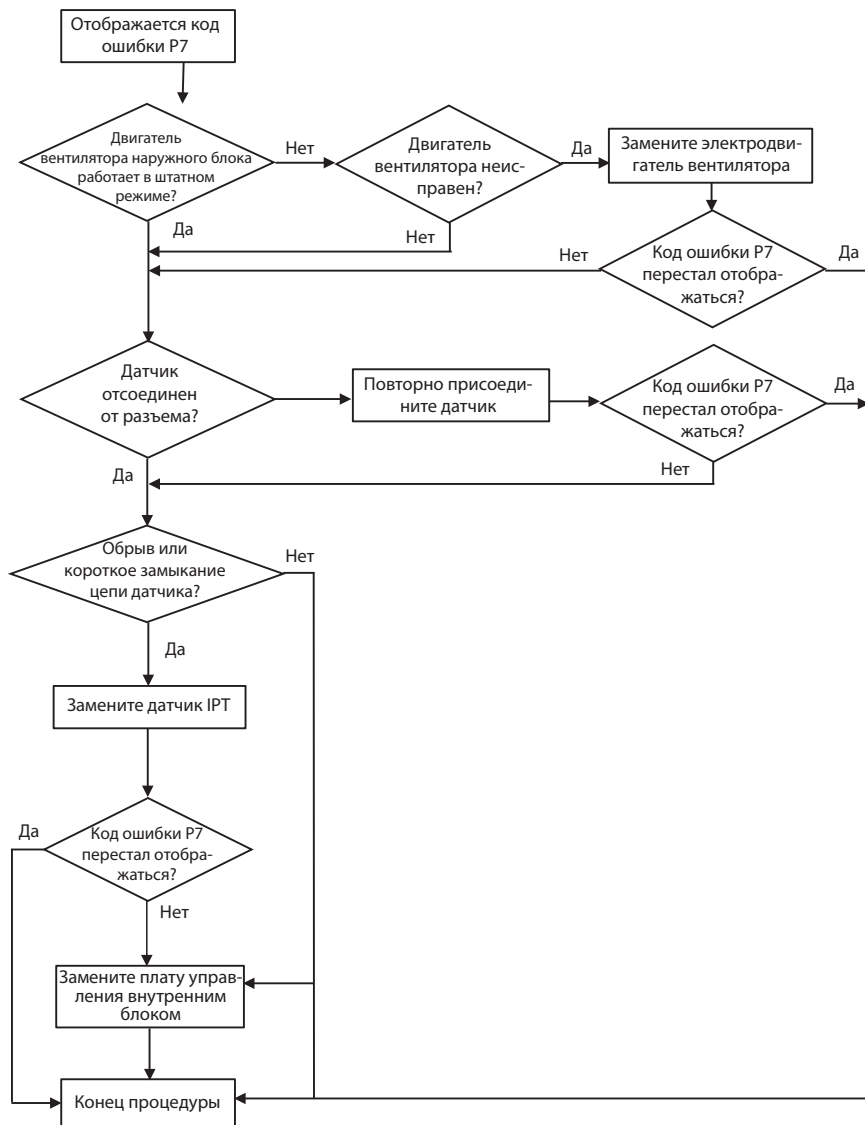 Отображается код
ошибки P7
Двигатель
вентилятора наружного блока
работает в штатном
режиме?
Нет
Двигатель
вентилятора неис-
правен?
Да
Замените электродви-
гатель вентилятора
Да
Нет
Нет
Код ошибки P7
перестал отобра-
жаться?
Да
Датчик
отсоединен
от разъема?
Повторно присоеди-
ните датчик
Код ошибки P7
перестал отобра-
жаться?
Да
Да
Нет
Обрыв или
короткое замыкание
цепи датчика?
Нет
Да
Замените датчик IPT
Да
Код ошибки P7
перестал отобра-
жаться?
Нет
Замените плату управ-
ления внутренним
блоком
Конец процедуры